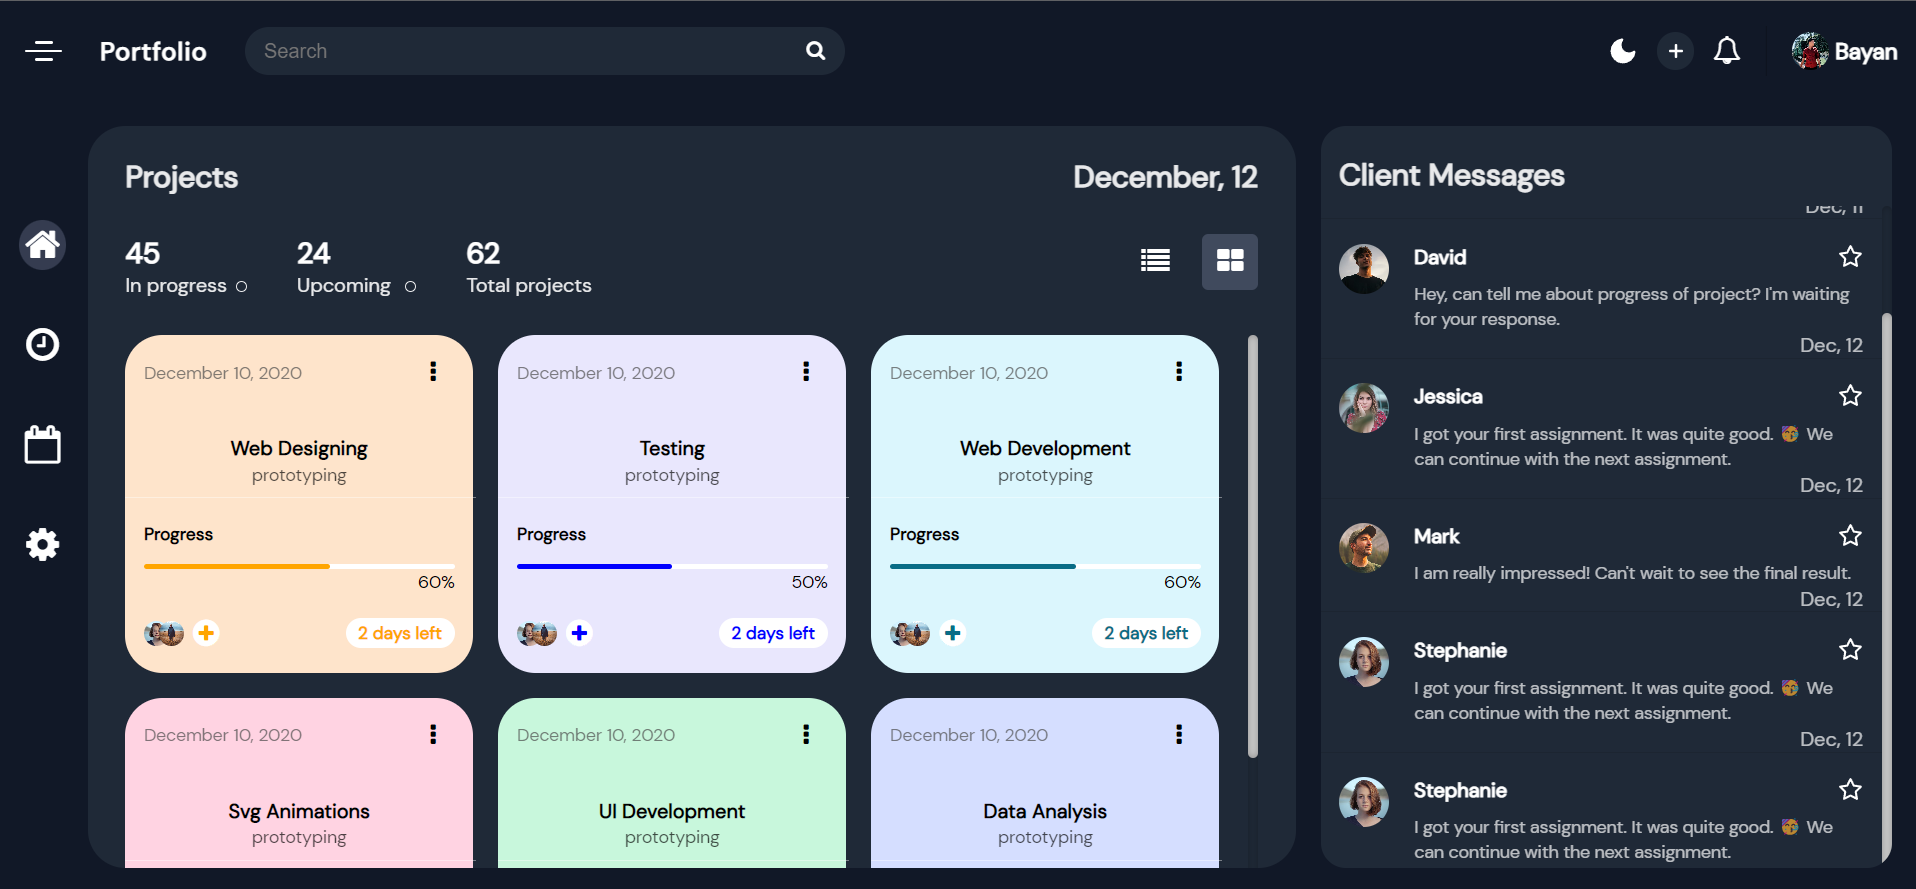 Portfolio
Search
Bayan
Projects
December, 12
45
In progress
24
Upcoming
62
Total projects
December 10, 2020
Web Designing
prototyping
Progress
60%
2 days left
December 10, 2020
Testing
prototyping
Progress
50%
2 days left
December 10, 2020
Web Development
prototyping
Progress
60%
2 days left
December 10, 2020
Svg Animations
prototyping
December 10, 2020
UI Development
prototyping
December 10, 2020
Data Analysis
prototyping
Client Messages
Dec, 11
David
Hey, can tell me about progress of project? I'm waiting
for your response.
Dec, 12
Jessica
I got your first assignment. It was quite good. 🥳 We
can continue with the next assignment.
Dec, 12
Mark
I am really impressed! Can't wait to see the final result.
Dec, 12
Stephanie
I got your first assignment. It was quite good. 🥳 We
can continue with the next assignment.
Dec, 12
Stephanie
I got your first assignment. It was quite good. 🥳 We
can continue with the next assignment.